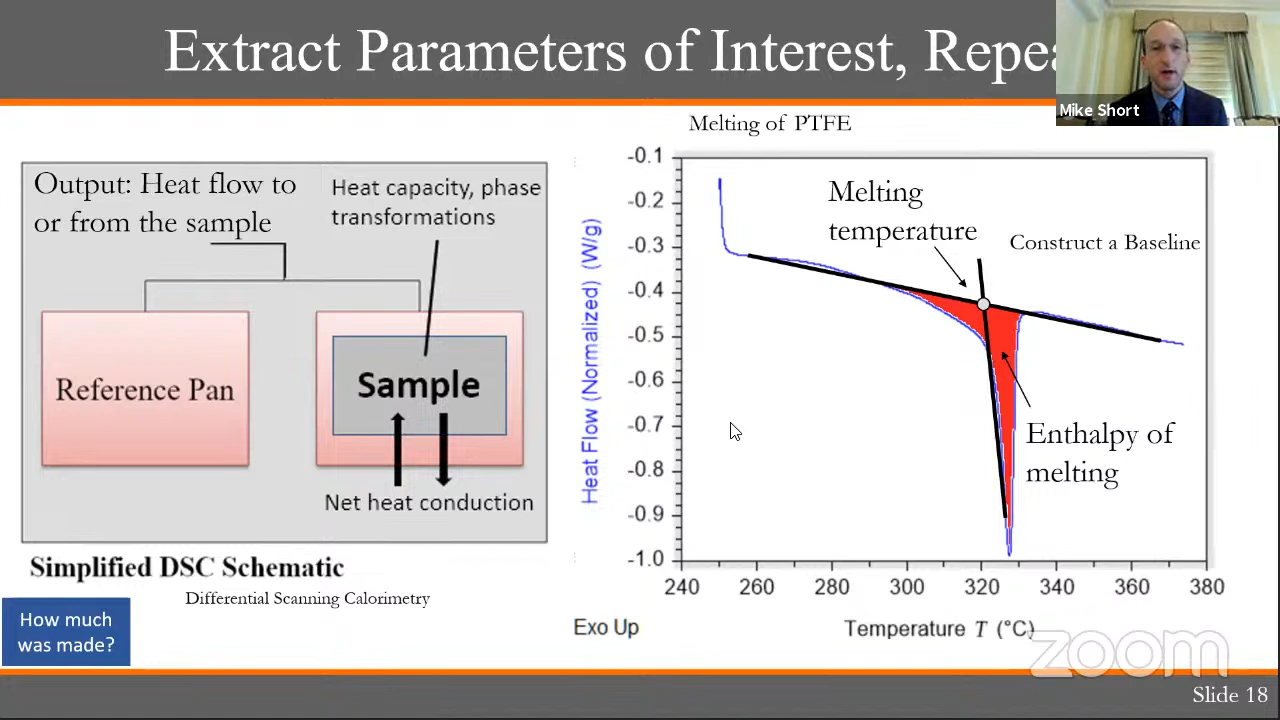 Extract Parameters of Interest, Repea
Mike Short
Output: Heat flow to
or from the sample
Heat capacity, phase
transformations
Reference Pan
Sample
Net heat conduction
Simplified DSC Schematic
Differential Scanning Calorimetry
How much
was made?
Melting of PTFE
Heat Flow (Normalized) (W/g)
-0.1
-0.2
-0.3
-0.4
-0.5
-0.6
-0.7
-0.8
-0.9
-1.0
Melting
temperature
Construct a Baseline
Enthalpy of
melting
240 260 280 300 320 340 360 380
Exo Up
Temperature T (°C)
zoom
Slide 18